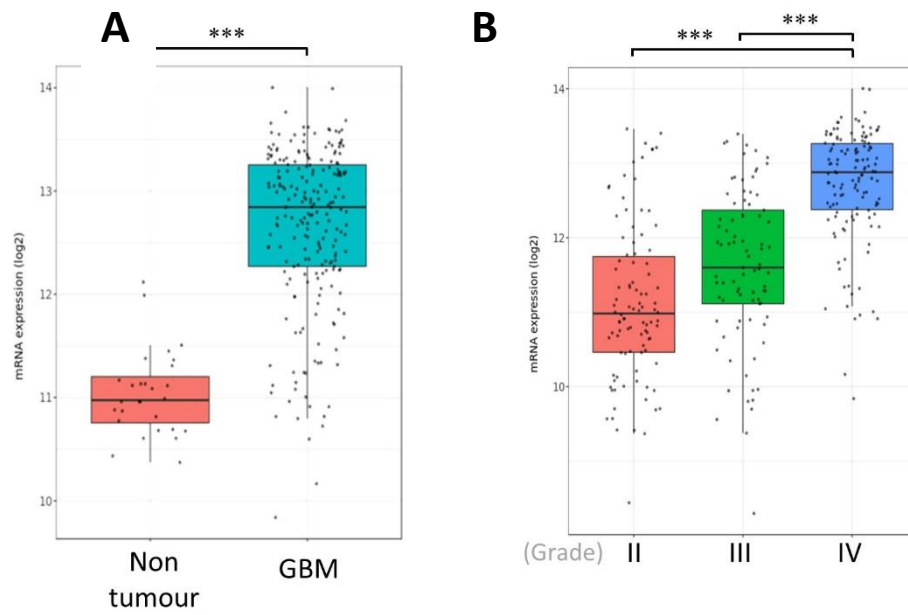 A
***
mRNA expression (log2)
14
13
12
11
10
Non
tumour
GBM
B
***
***
mRNA expression (log2)
14
12
10
(Grade)
II
III
IV